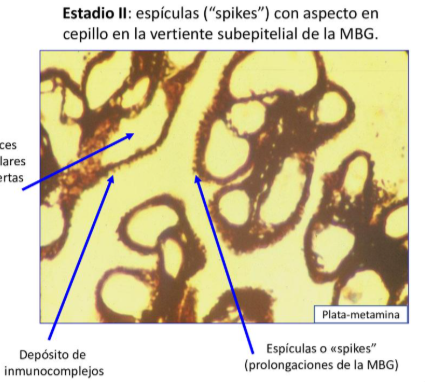 Estadio II: espículas (“spikes”) con aspecto en
cepillo en la vertiente subepitelial de la MBG.
Plata-metamina
Depósito de
inmunocomplejos
Espículas o «spikes”
(prolongaciones de la MBG)